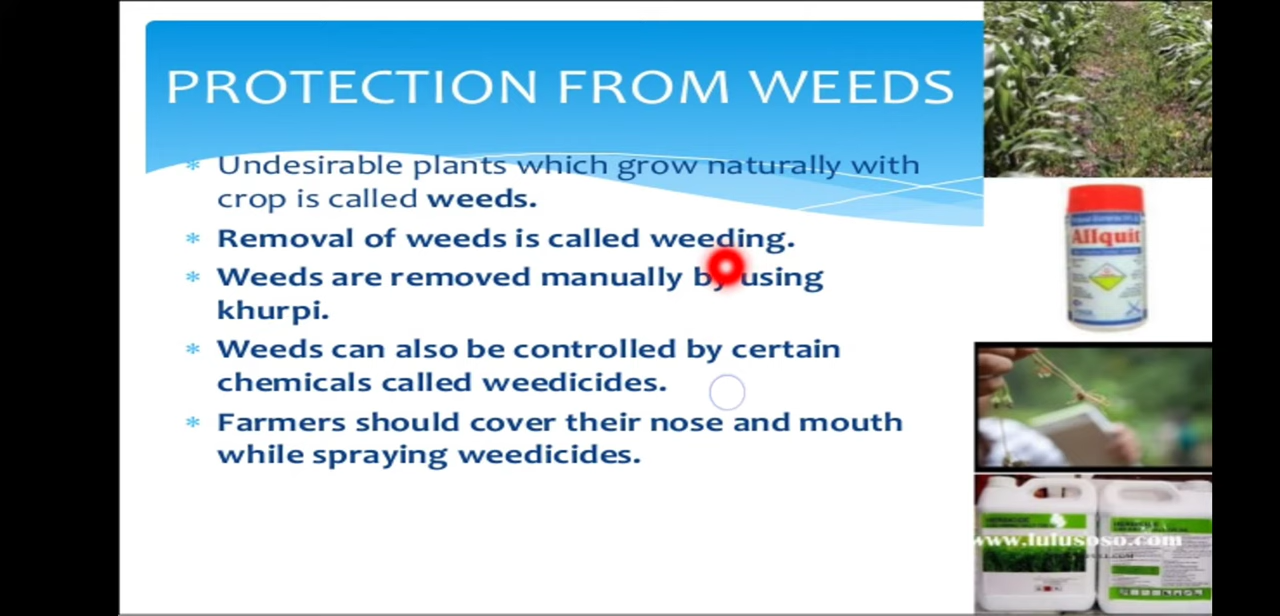 PROTECTION FROM WEEDS
* Undesirable plants which grow naturally with
crop is called weeds.
* Removal of weeds is called weeding.
* Weeds are removed manually by using
khurpi.
* Weeds can also be controlled by certain
chemicals called weedicides.
* Farmers should cover their nose and mouth
while spraying weedicides.
Allquit
HERBICIDE
HERBICIDE
www.lulusoso.com